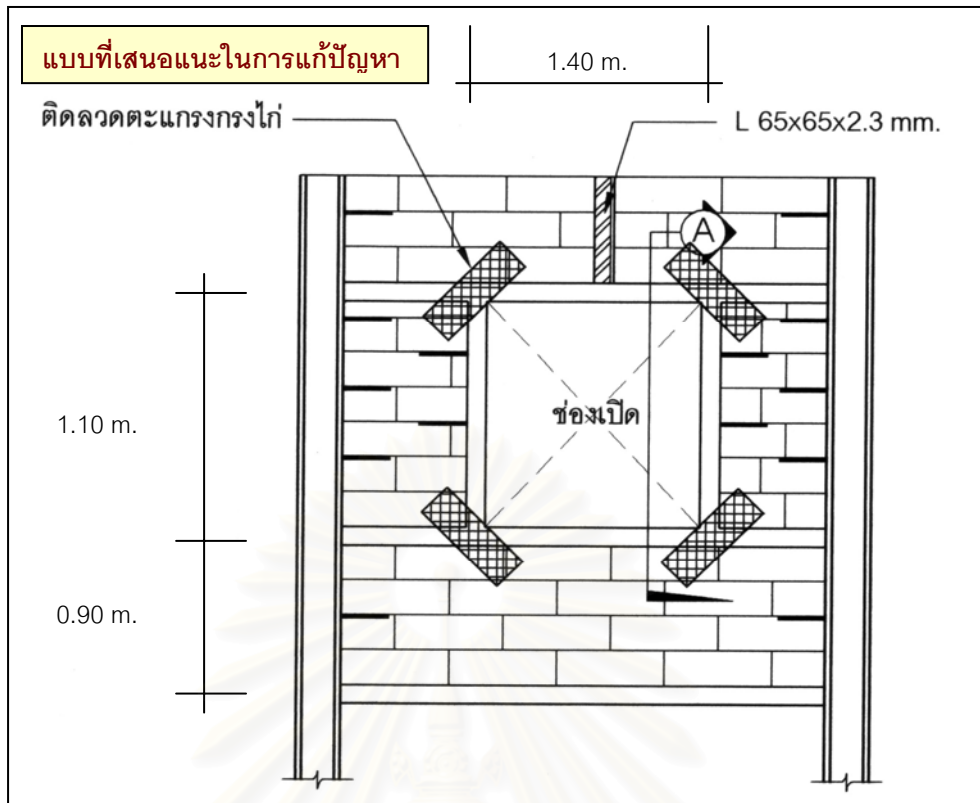 แบบที่เสนอแนะในการแก้ปัญหา
1.40 m.
ติดลวดตะแกรงกรงไก่
L 65x65x2.3 mm.
A
1.10 m.
ช่องเปิด
0.90 m.